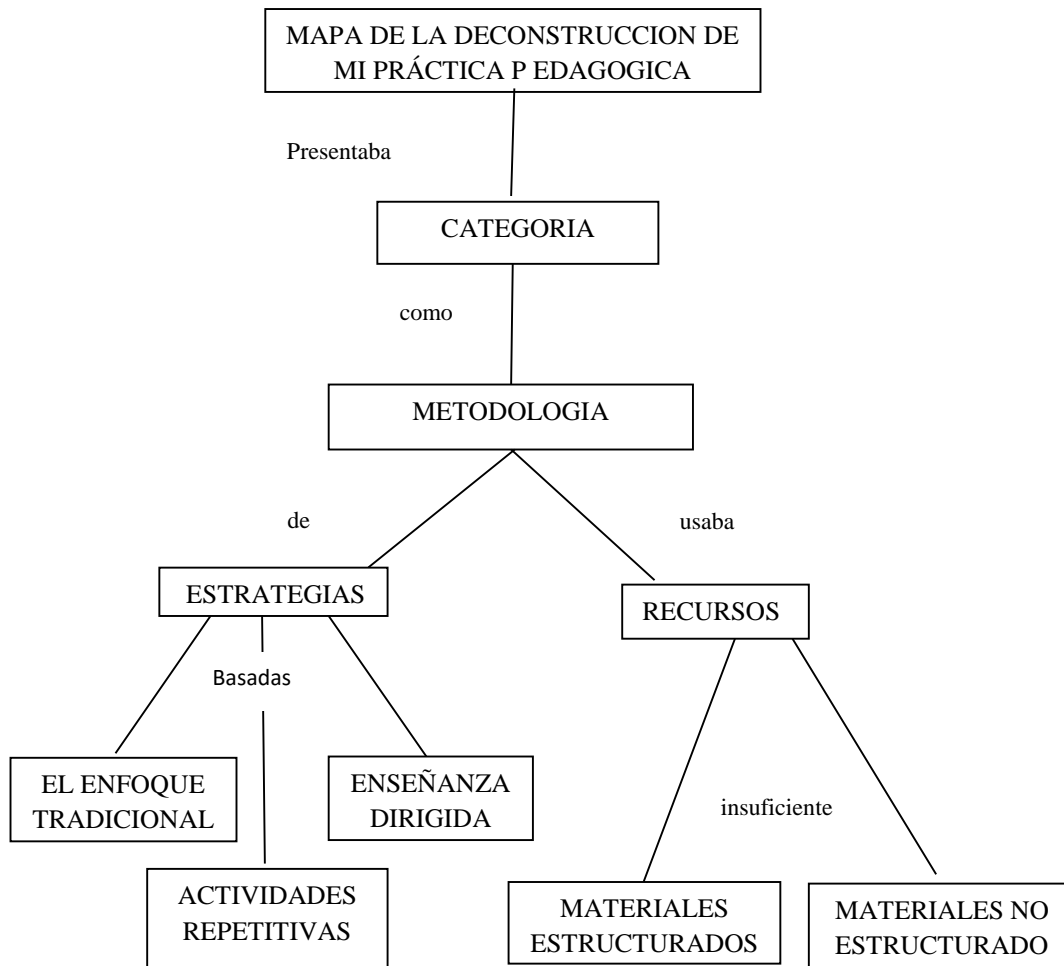 MAPA DE LA DECONSTRUCCION DE
MI PRÁCTICA P EDAGOGICA
Presentaba
CATEGORIA
como
METODOLOGIA
de
usaba
ESTRATEGIAS
RECURSOS
Basadas
EL ENFOQUE
TRADICIONAL
ENSEÑANZA
DIRIGIDA
insuficiente
ACTIVIDADES
REPETITIVAS
MATERIALES
ESTRUCTURADOS
MATERIALES NO
ESTRUCTURADO